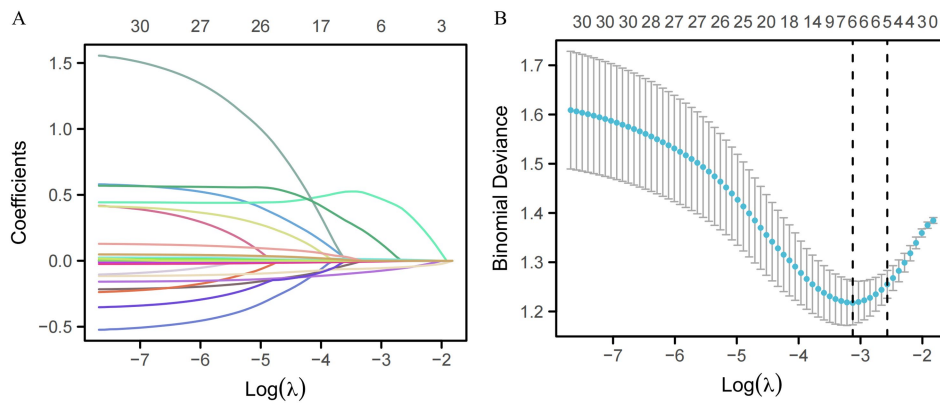 A
30 27 26 17 6 3
Coefficients
1.5
1.0
0.5
0.0
−0.5
−7 −6 −5 −4 −3 −2
Log(λ)
B
30 30 30 28 27 27 26 25 20 18 14 9 7 6 6 6 5 4 4 3 0
Binomial Deviance
1.7
1.6
1.5
1.4
1.3
1.2
−7 −6 −5 −4 −3 −2
Log(λ)